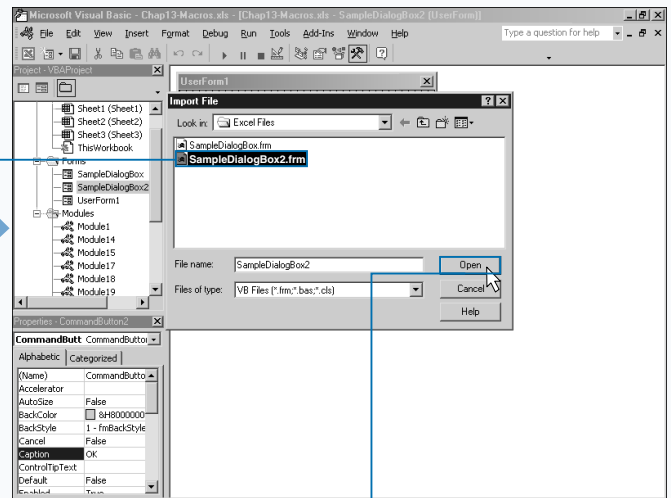 Microsoft Visual Basic - Chap13-Macros.xls - [Chap13-Macros.xls - SampleDialogBox2 (UserForm)]
File Edit View Insert Format Debug Run Tools Add-Ins Window Help
Type a question for help
Project - VBAProject
Sheet1 (Sheet1)
Sheet2 (Sheet2)
Sheet3 (Sheet3)
ThisWorkbook
Forms
SampleDialogBox
SampleDialogBox2
UserForm1
Modules
Module1
Module14
Module15
Module17
Module18
Module19
UserForm1
Import File
Look in: Excel Files
SampleDialogBox.frm
SampleDialogBox2.frm
File name: SampleDialogBox2
Open
Files of type: VB Files (*.frm;*.bas;*.cls)
Cancel
Help
Properties - CommandButton2
CommandButt CommandButto
Alphabetic Categorized
(Name) CommandButto
Accelerator
AutoSize False
BackColor &H8000000
BackStyle 1 - fmBackStyle
Cancel False
Caption OK
ControlTipText
Default False
Enabled True